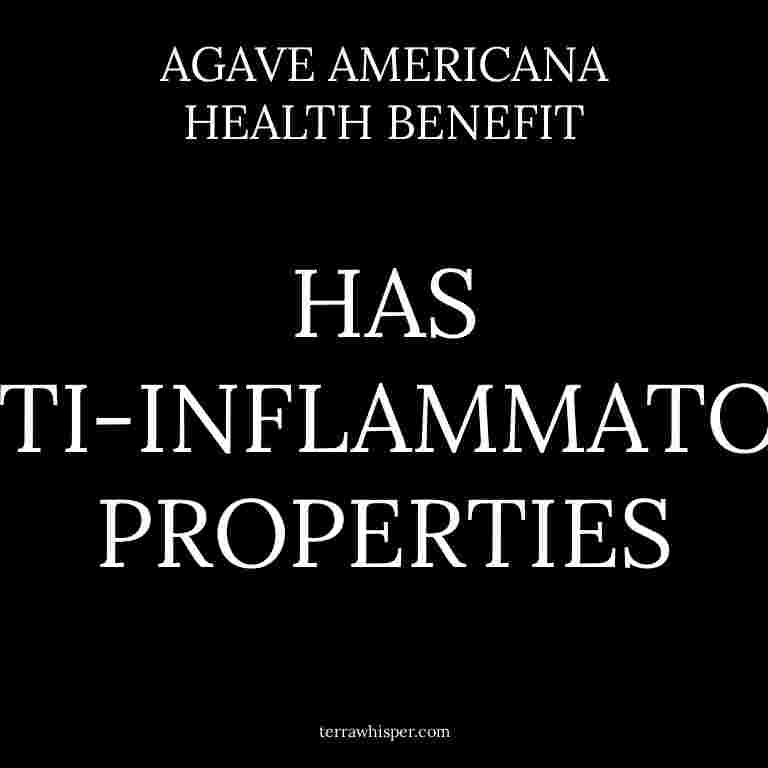 AGAVE AMERICANA
HEALTH BENEFIT
HAS
TI-INFLAMMATO
PROPERTIES
terrawhisper.com